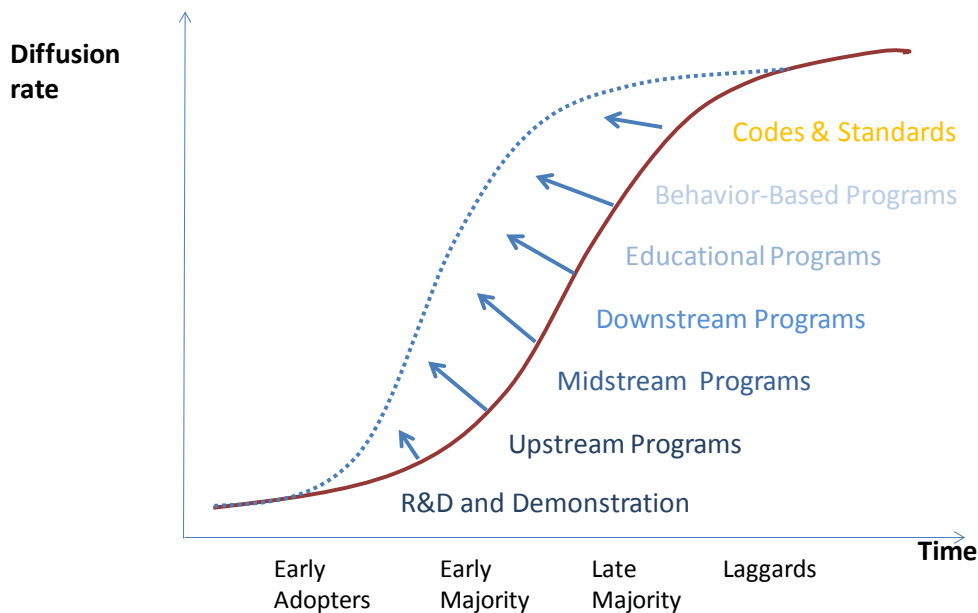 Diffusion
rate
Codes & Standards
Behavior-Based Programs
Educational Programs
Downstream Programs
Midstream Programs
Upstream Programs
R&D and Demonstration
Time
Early
Adopters
Early
Majority
Late
Majority
Laggards